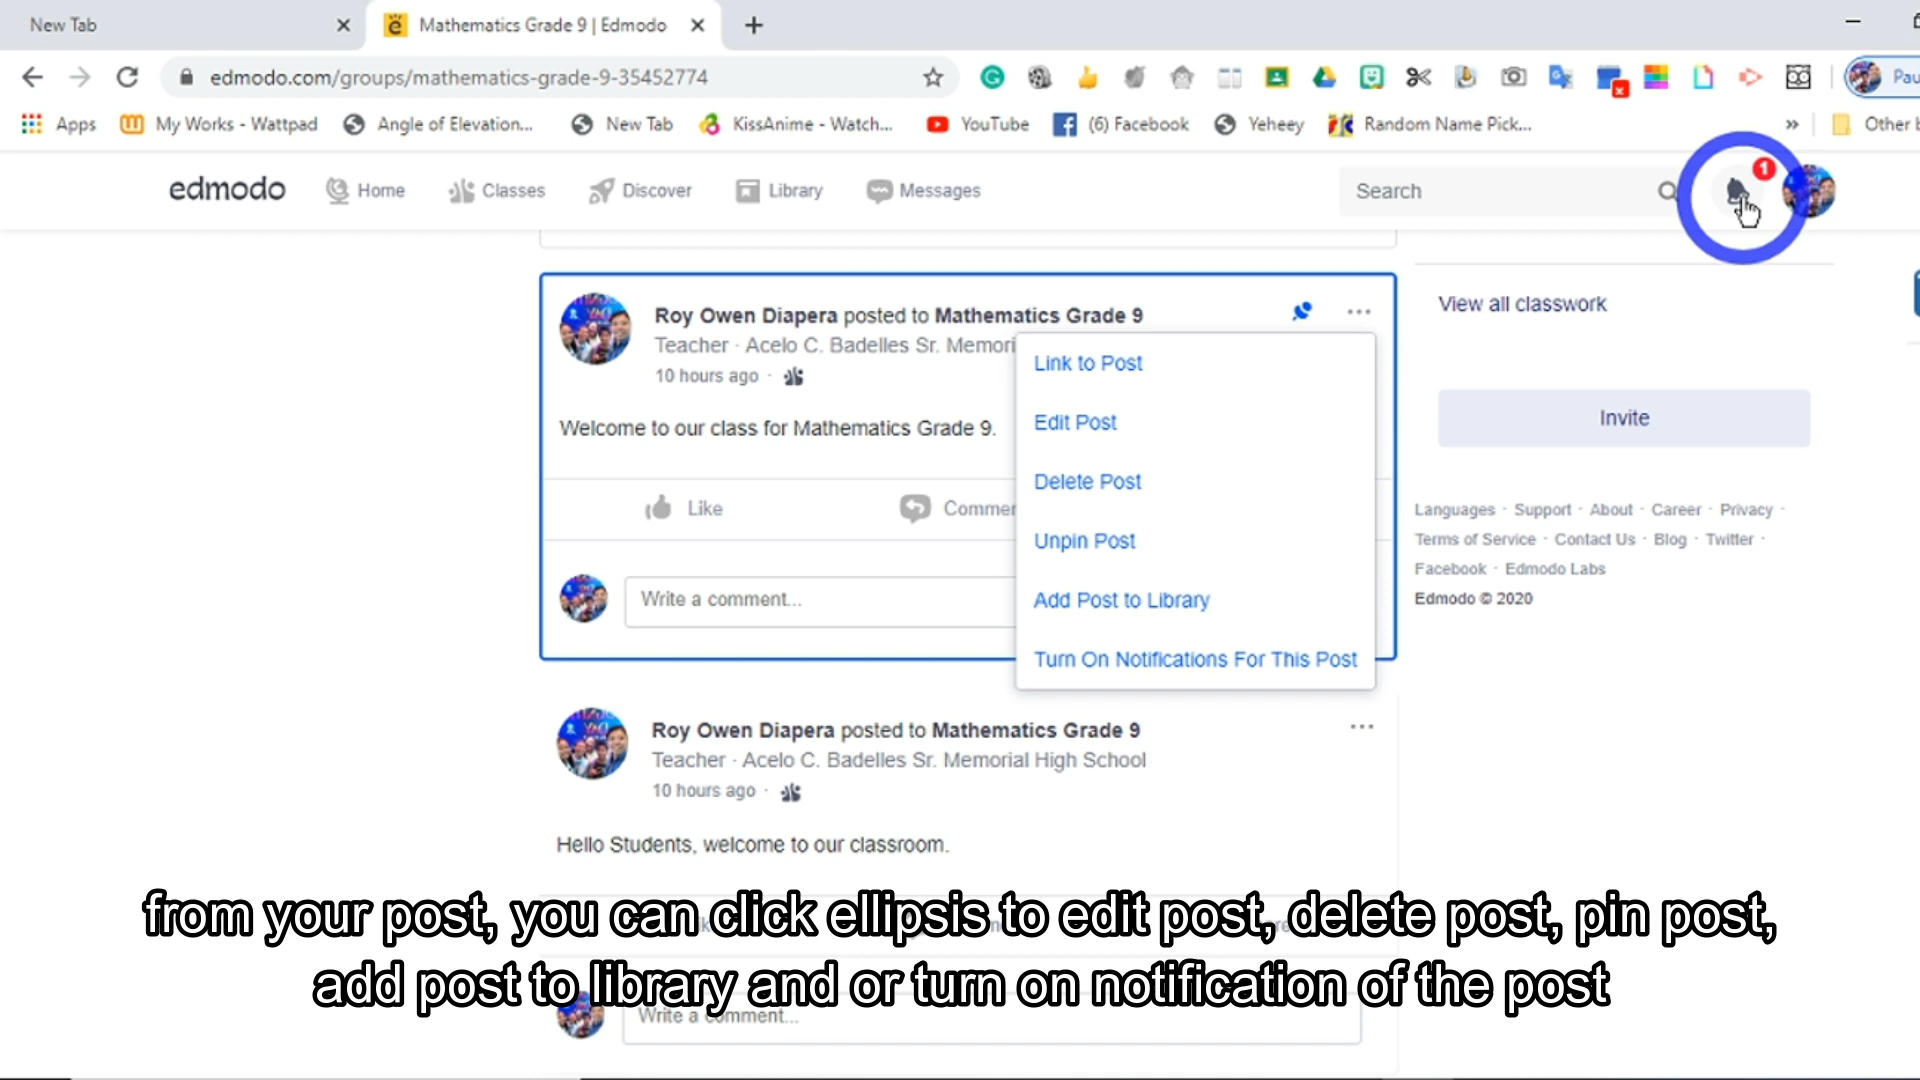 New Tab
Mathematics Grade 9 | Edmodo
edmodo.com/groups/mathematics-grade-9-35452774
Pau
Apps
My Works - Wattpad
Angle of Elevation...
New Tab
KissAnime - Watch...
YouTube
(6) Facebook
Yeheey
Random Name Pick...
»
Other b
edmodo
Home
Classes
Discover
Library
Messages
Search
1
Roy Owen Diapera posted to Mathematics Grade 9
Teacher · Acelo C. Badelles Sr. Memori
10 hours ago ·
Welcome to our class for Mathematics Grade 9.
Like
Commen
Write a comment...
Link to Post
Edit Post
Delete Post
Unpin Post
Add Post to Library
Turn On Notifications For This Post
View all classwork
Invite
Languages · Support · About · Career · Privacy ·
Terms of Service · Contact Us · Blog · Twitter ·
Facebook · Edmodo Labs
Edmodo © 2020
Roy Owen Diapera posted to Mathematics Grade 9
Teacher · Acelo C. Badelles Sr. Memorial High School
10 hours ago ·
Hello Students, welcome to our classroom.
from your post, you can click ellipsis to edit post, delete post, pin post,
add post to library and or turn on notification of the post
Write a comment...